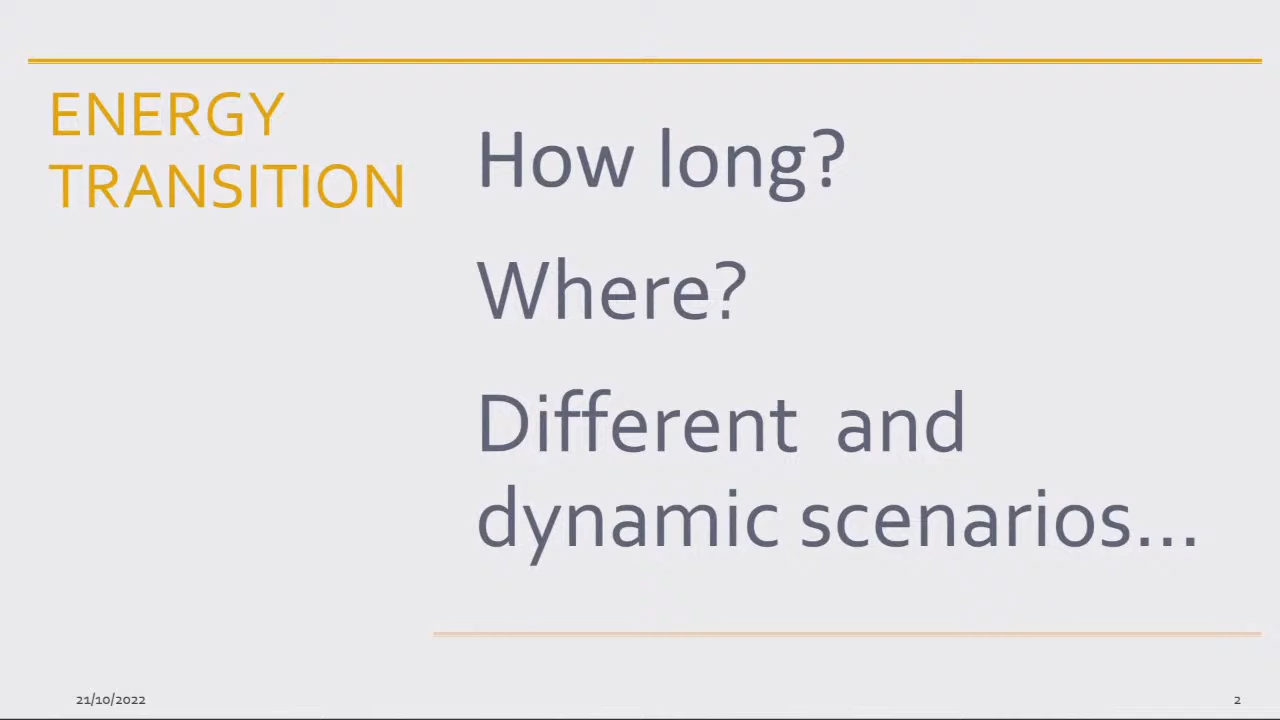 ENERGY
TRANSITION
How long?
Where?
Different and
dynamic scenarios...
21/10/2022
2